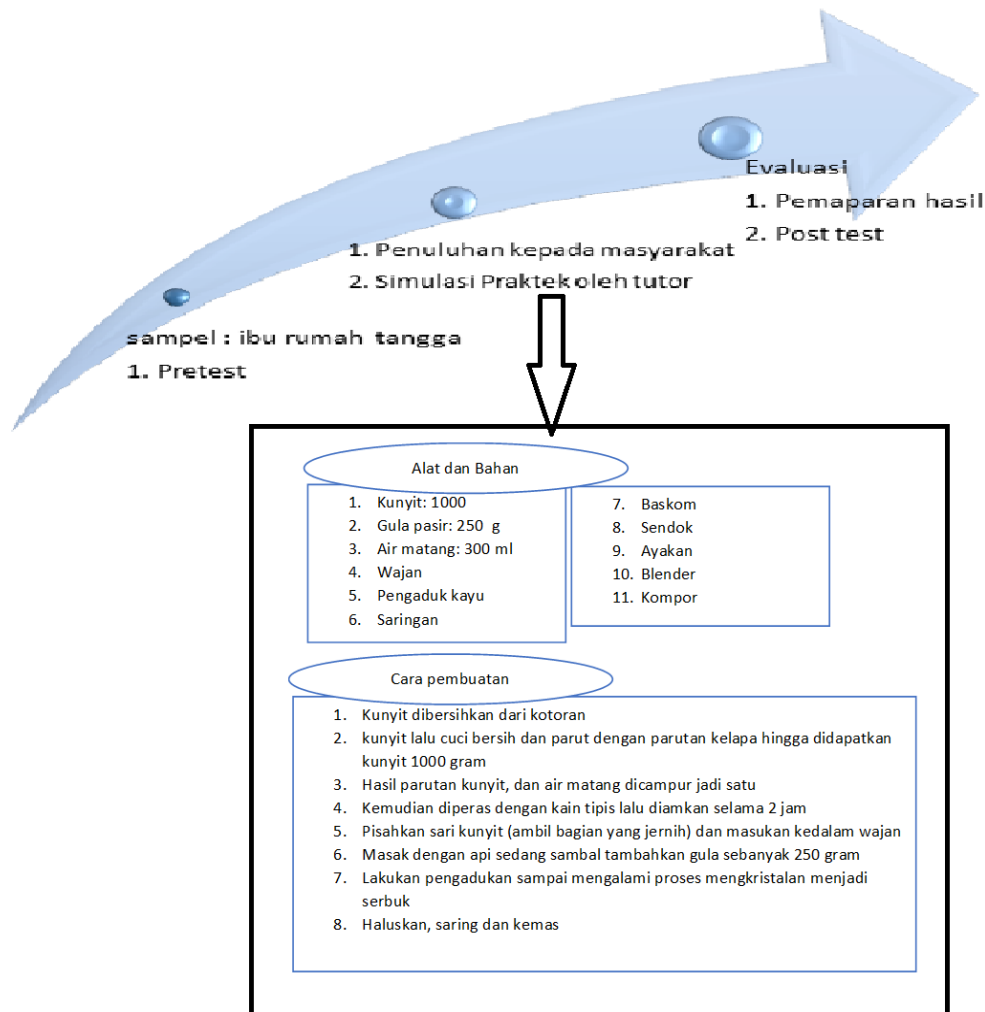 sampel : ibu rumah tangga
1. Pretest
1. Penuluhan kepada masyarakat
2. Simulasi Praktek oleh tutor
Evaluasi
1. Pemaparan hasil
2. Post test
Alat dan Bahan
1. Kunyit: 1000
2. Gula pasir: 250 g
3. Air matang: 300 ml
4. Wajan
5. Pengaduk kayu
6. Saringan
7. Baskom
8. Sendok
9. Ayakan
10. Blender
11. Kompor
Cara pembuatan
1. Kunyit dibersihkan dari kotoran
2. kunyit lalu cuci bersih dan parut dengan parutan kelapa hingga didapatkan
kunyit 1000 gram
3. Hasil parutan kunyit, dan air matang dicampur jadi satu
4. Kemudian diperas dengan kain tipis lalu diamkan selama 2 jam
5. Pisahkan sari kunyit (ambil bagian yang jernih) dan masukan kedalam wajan
6. Masak dengan api sedang sambal tambahkan gula sebanyak 250 gram
7. Lakukan pengadukan sampai mengalami proses mengkristalan menjadi
serbuk
8. Haluskan, saring dan kemas